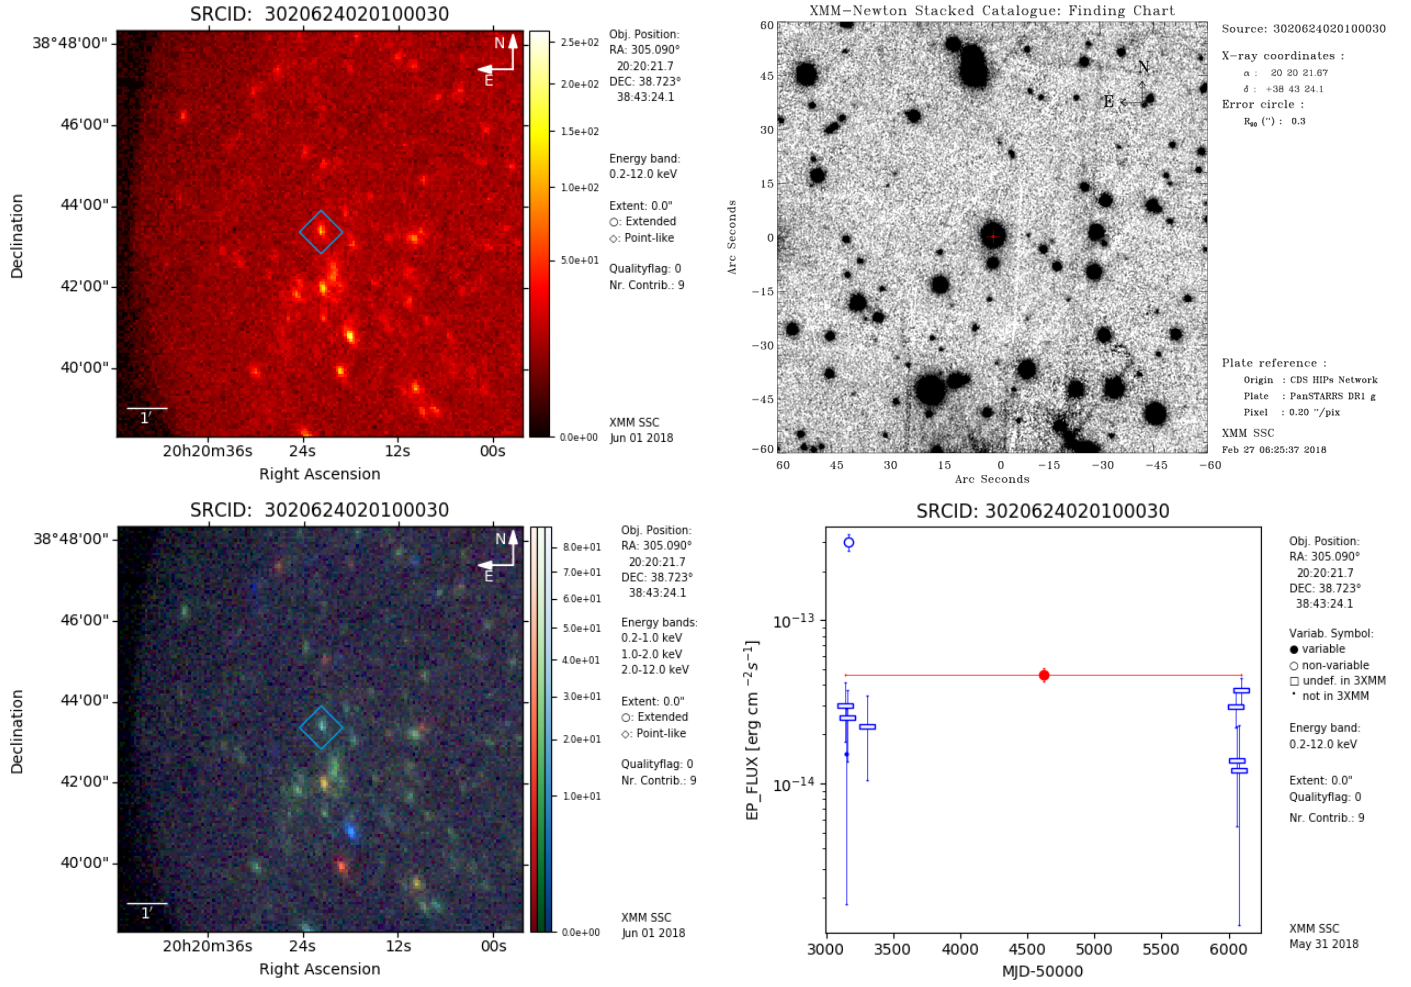 SRCID: 3020624020100030
38°48'00"
46'00"
44'00"
42'00"
40'00"
Declination
N
E
1'
20h20m36s
24s
12s
00s
Right Ascension
2.5e+02
2.0e+02
1.5e+02
1.0e+02
5.0e+01
0.0e+00
Obj. Position:
RA: 305.090°
20:20:21.7
DEC: 38.723°
38:43:24.1
Energy band:
0.2-12.0 keV
Extent: 0.0"
○: Extended
◇: Point-like
Qualityflag: 0
Nr. Contrib.: 9
XMM SSC
Jun 01 2018
XMM-Newton Stacked Catalogue: Finding Chart
60
45
30
15
0
-15
-30
-45
-60
Arc Seconds
N
E
60
45
30
15
0
-15
-30
-45
-60
Arc Seconds
Source: 3020624020100030
X-ray coordinates :
α : 20 20 21.67
δ : +38 43 24.1
Error circle :
R90 (") : 0.3
Plate reference :
Origin : CDS HIPs Network
Plate : PanSTARRS DR1 g
Pixel : 0.20 "/pix
XMM SSC
Feb 27 06:25:37 2018
SRCID: 3020624020100030
38°48'00"
46'00"
44'00"
42'00"
40'00"
Declination
N
E
1'
20h20m36s
24s
12s
00s
Right Ascension
8.0e+01
7.0e+01
6.0e+01
5.0e+01
4.0e+01
3.0e+01
2.0e+01
1.0e+01
0.0e+00
Obj. Position:
RA: 305.090°
20:20:21.7
DEC: 38.723°
38:43:24.1
Energy bands:
0.2-1.0 keV
1.0-2.0 keV
2.0-12.0 keV
Extent: 0.0"
○: Extended
◇: Point-like
Qualityflag: 0
Nr. Contrib.: 9
XMM SSC
Jun 01 2018
SRCID: 3020624020100030
10⁻¹³
10⁻¹⁴
EP_FLUX [erg cm ⁻²s⁻¹]
3000
3500
4000
4500
5000
5500
6000
MJD-50000
Obj. Position:
RA: 305.090°
20:20:21.7
DEC: 38.723°
38:43:24.1
Variab. Symbol:
● variable
○ non-variable
□ undef. in 3XMM
· not in 3XMM
Energy band:
0.2-12.0 keV
Extent: 0.0"
Qualityflag: 0
Nr. Contrib.: 9
XMM SSC
May 31 2018